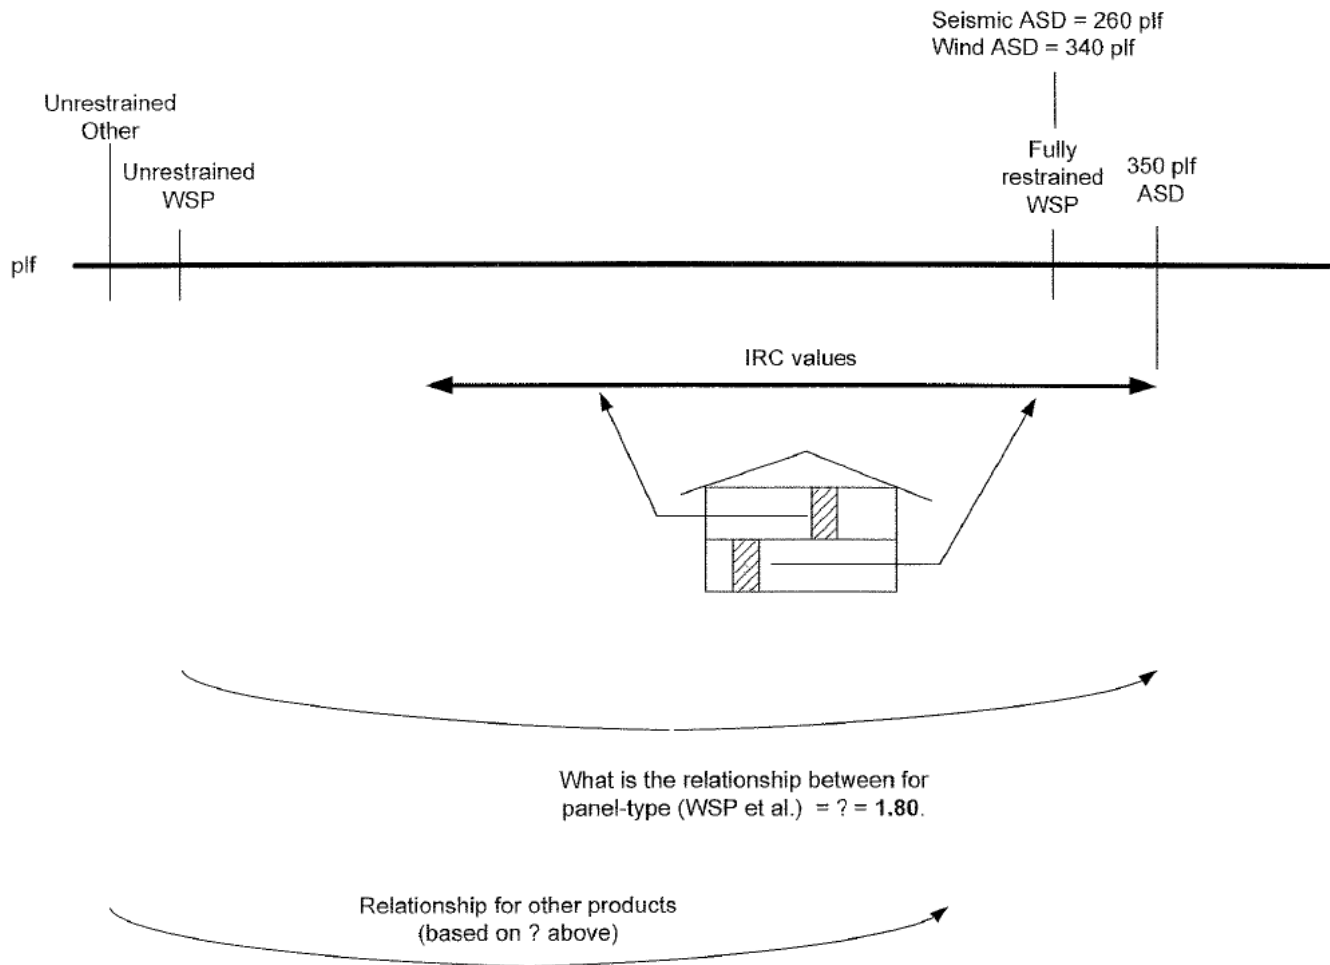 Seismic ASD = 260 plf
Wind ASD = 340 plf
Unrestrained
Other
Unrestrained
WSP
Fully
restrained
WSP
350 plf
ASD
plf
IRC values
What is the relationship between for
panel-type (WSP et al.) = ? = 1.80.
Relationship for other products
(based on ? above)